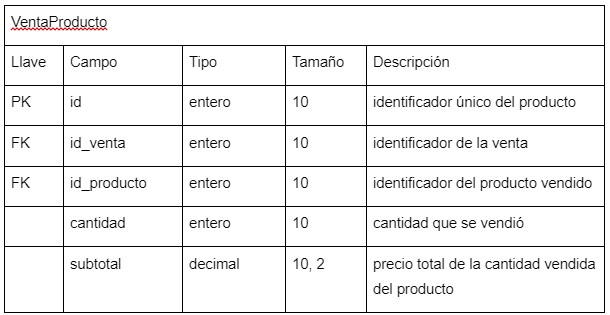 VentaProducto
Llave Campo Tipo Tamaño Descripción
PK id entero 10 identificador único del producto
FK id_venta entero 10 identificador de la venta
FK id_producto entero 10 identificador del producto vendido
cantidad entero 10 cantidad que se vendió
subtotal decimal 10, 2 precio total de la cantidad vendida
del producto